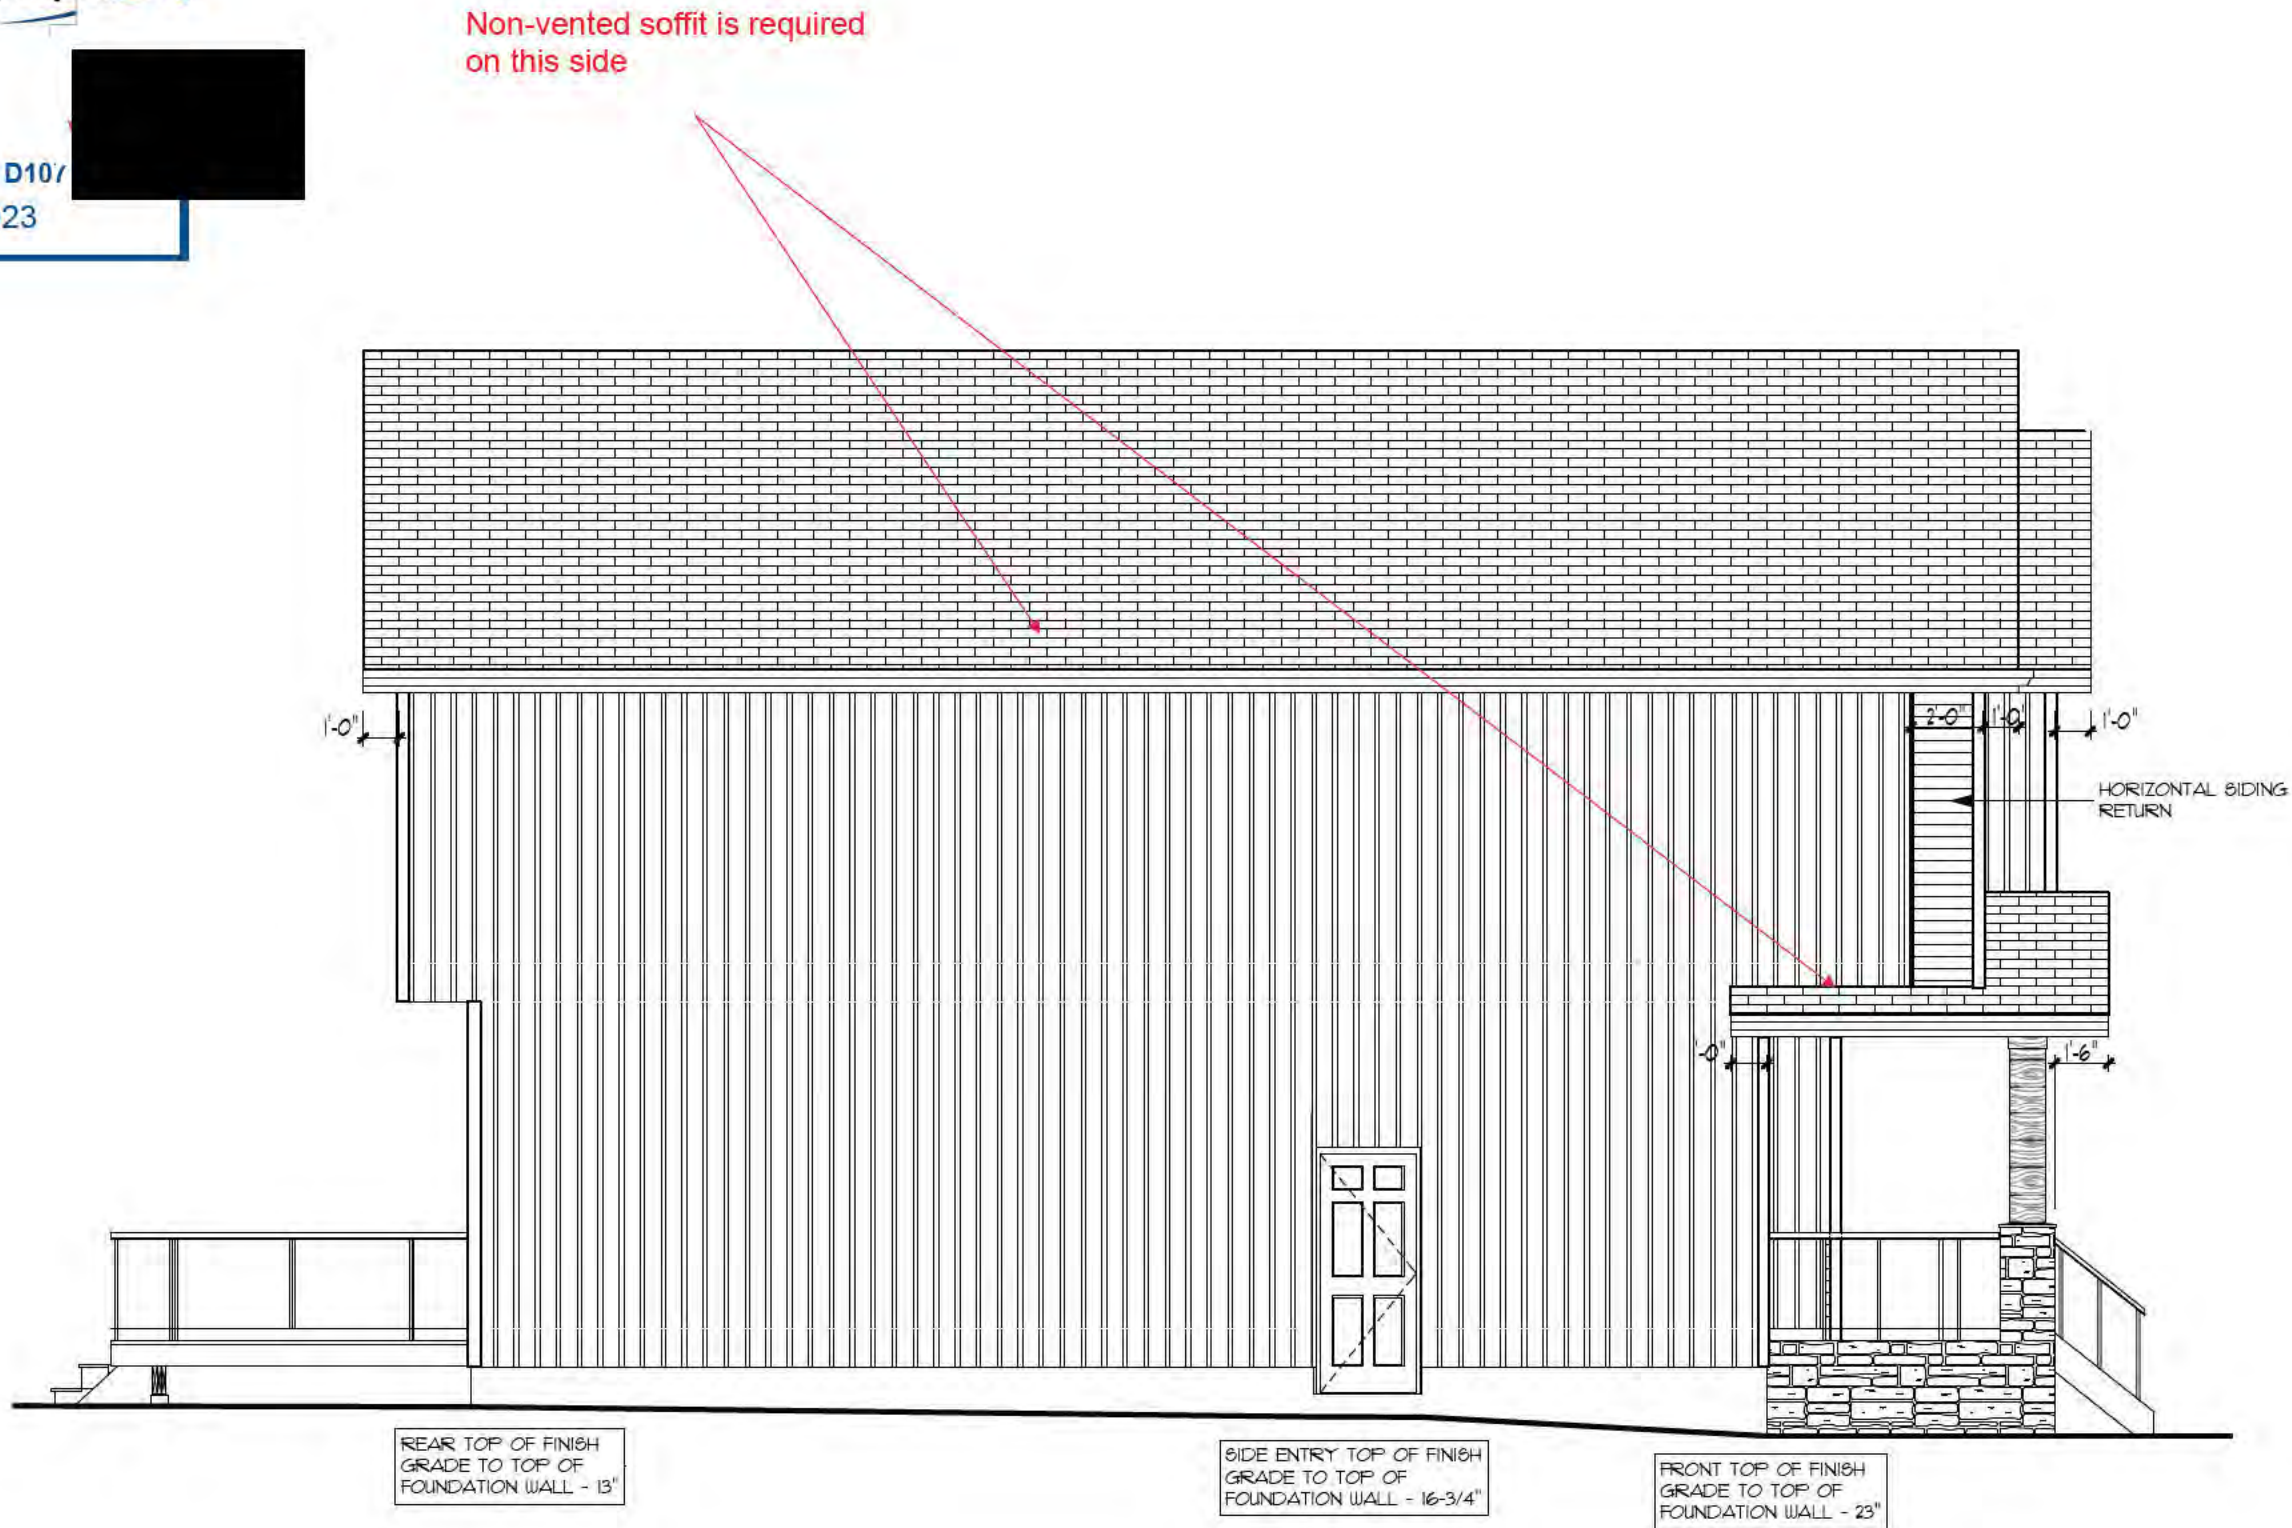 Non-vented soffit is required
on this side
D107
23
1'-0"
2'-0"
1'-0"
1'-0"
HORIZONTAL SIDING
RETURN
1'-6"
REAR TOP OF FINISH
GRADE TO TOP OF
FOUNDATION WALL - 13"
SIDE ENTRY TOP OF FINISH
GRADE TO TOP OF
FOUNDATION WALL - 16-3/4"
FRONT TOP OF FINISH
GRADE TO TOP OF
FOUNDATION WALL - 23"